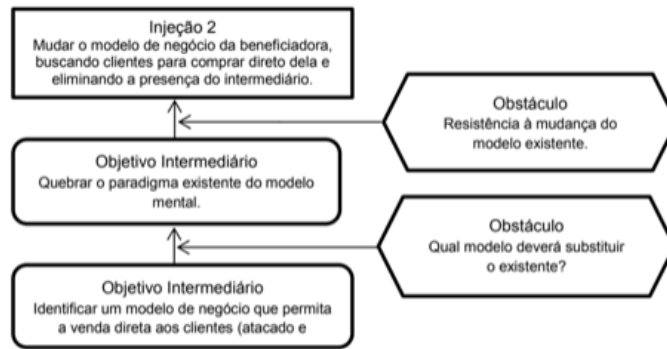 Injeção 2
Mudar o modelo de negócio da beneficiadora,
buscando clientes para comprar direto dela e
eliminando a presença do intermediário.
Obstáculo
Resistência à mudança do
modelo existente.
Objetivo Intermediário
Quebrar o paradigma existente do modelo
mental.
Obstáculo
Qual modelo deverá substituir
o existente?
Objetivo Intermediário
Identificar um modelo de negócio que permita
a venda direta aos clientes (atacado e